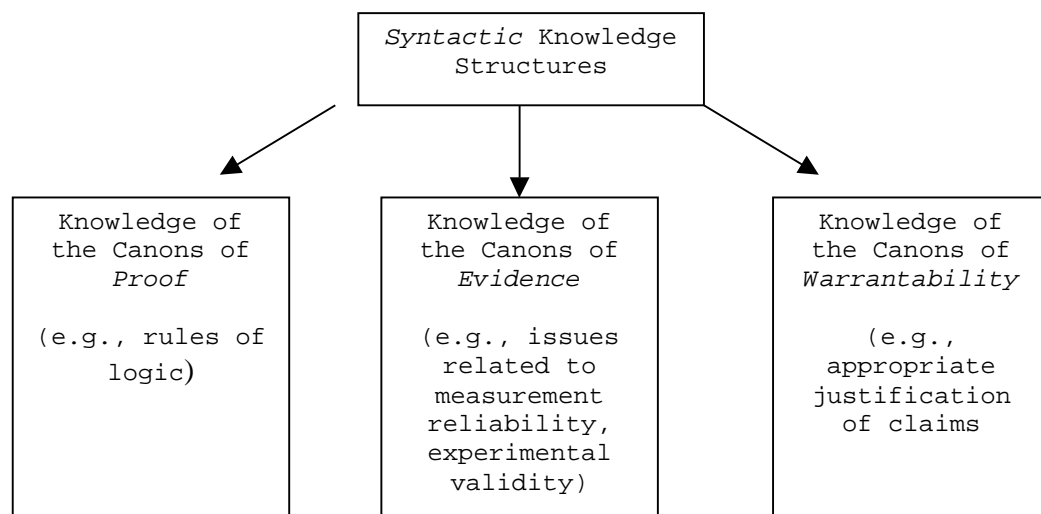 Syntactic Knowledge
Structures
Knowledge of
the Canons of
Proof
(e.g., rules of
logic)
Knowledge of
the Canons of
Evidence
(e.g., issues
related to
measurement
reliability,
experimental
validity)
Knowledge of
the Canons of
Warrantability
(e.g.,
appropriate
justification
of claims